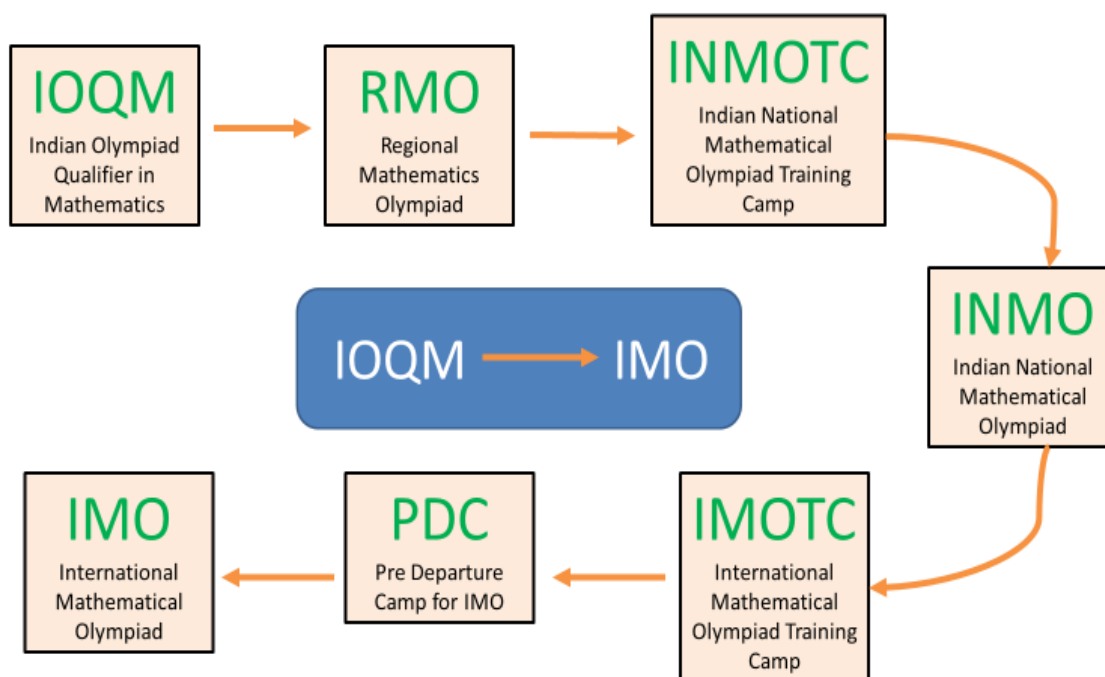 IOQM
Indian Olympiad
Qualifier in
Mathematics
RMO
Regional
Mathematics
Olympiad
INMOTC
Indian National
Mathematical
Olympiad Training
Camp
INMO
Indian National
Mathematical
Olympiad
IOQM IMO
IMOTC
International
Mathematical
Olympiad Training
Camp
PDC
Pre Departure
Camp for IMO
IMO
International
Mathematical
Olympiad